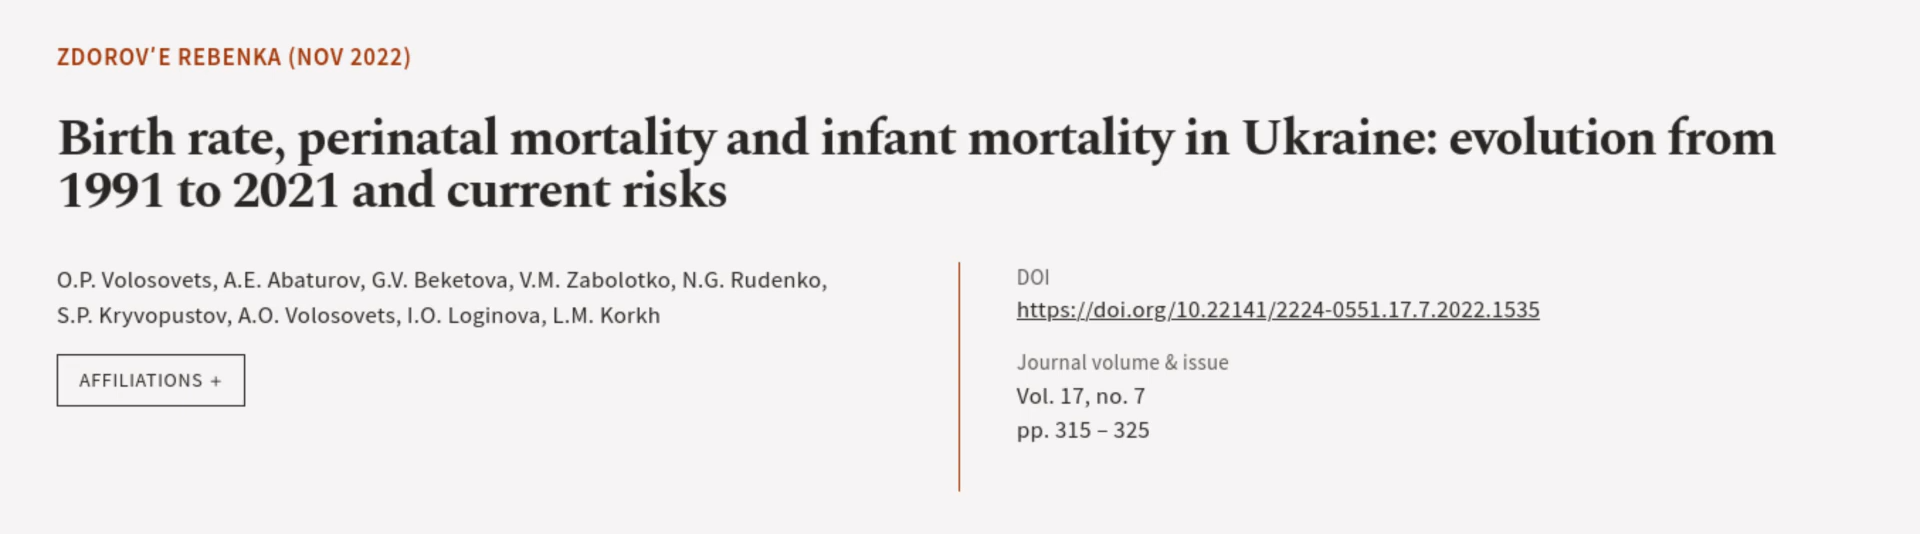 ZDOROVʹE REBENKA (NOV 2022)
Birth rate, perinatal mortality and infant mortality in Ukraine: evolution from
1991 to 2021 and current risks
O.P. Volosovets, A.E. Abaturov, G.V. Beketova, V.M. Zabolotko, N.G. Rudenko,
S.P. Kryvopustov, A.O. Volosovets, I.O. Loginova, L.M. Korkh
AFFILIATIONS +
DOI
https://doi.org/10.22141/2224-0551.17.7.2022.1535
Journal volume & issue
Vol. 17, no. 7
pp. 315 – 325